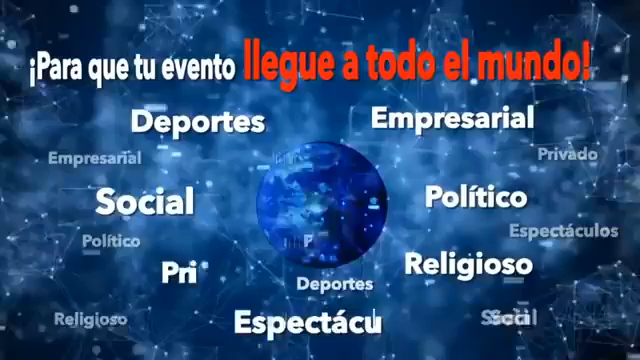 ¡Para que tu evento llegue a todo el mundo!
Deportes
Empresarial
Empresarial
Privado
Social
Político
Político
Espectáculos
Pri
Religioso
Deportes
Religioso
Espectácu